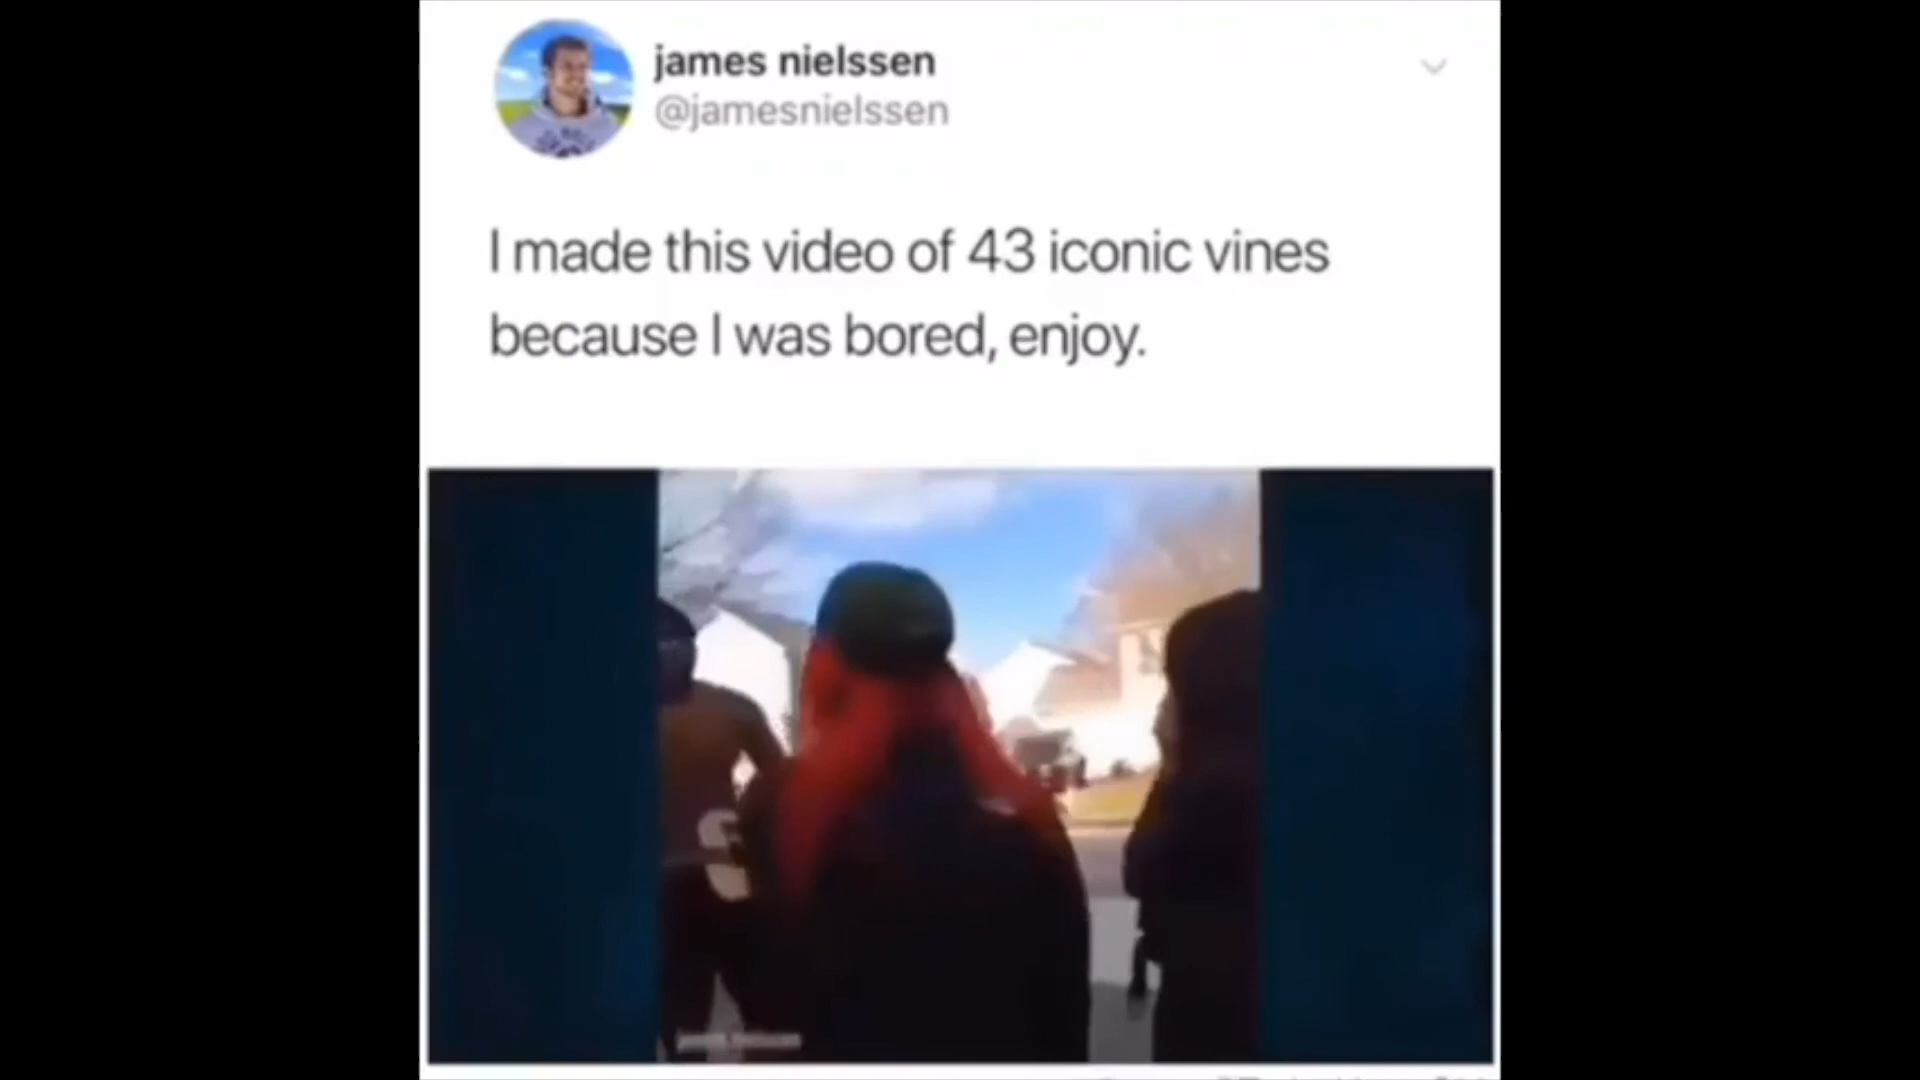 james nielssen
@jamesnielssen
I made this video of 43 iconic vines
because I was bored, enjoy.
S